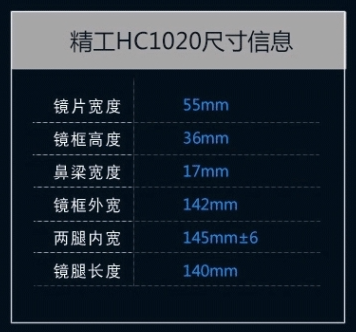 精工HC1020尺寸信息
镜片宽度 55mm
镜框高度 36mm
鼻梁宽度 17mm
镜框外宽 142mm
两腿内宽 145mm±6
镜腿长度 140mm